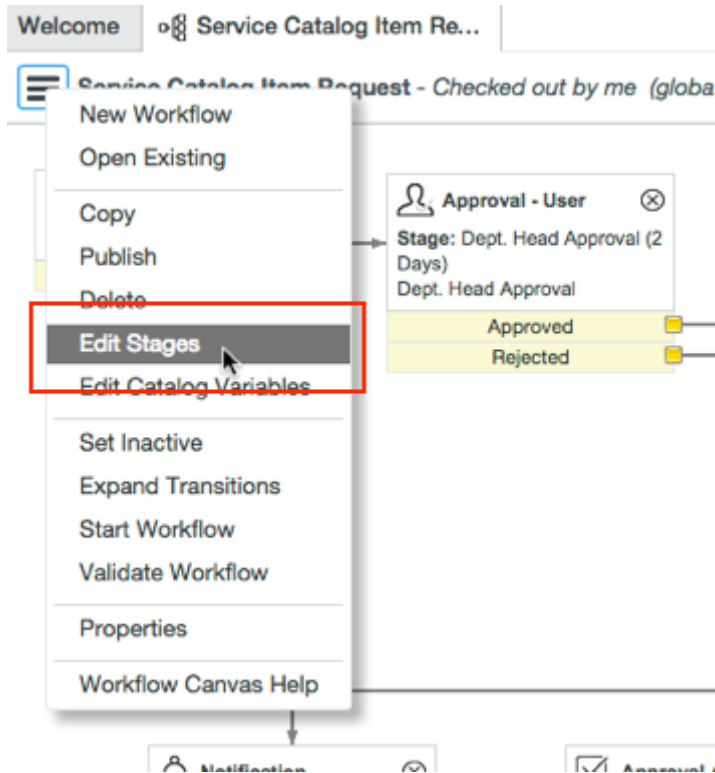 Welcome
Service Catalog Item Re...
Service Catalog Item Request - Checked out by me (globa
New Workflow
Open Existing
Copy
Publish
Delete
Edit Stages
Edit Catalog Variables
Set Inactive
Expand Transitions
Start Workflow
Validate Workflow
Properties
Workflow Canvas Help
Approval - User
Stage: Dept. Head Approval (2
Days)
Dept. Head Approval
Approved
Rejected
Notification
Approval